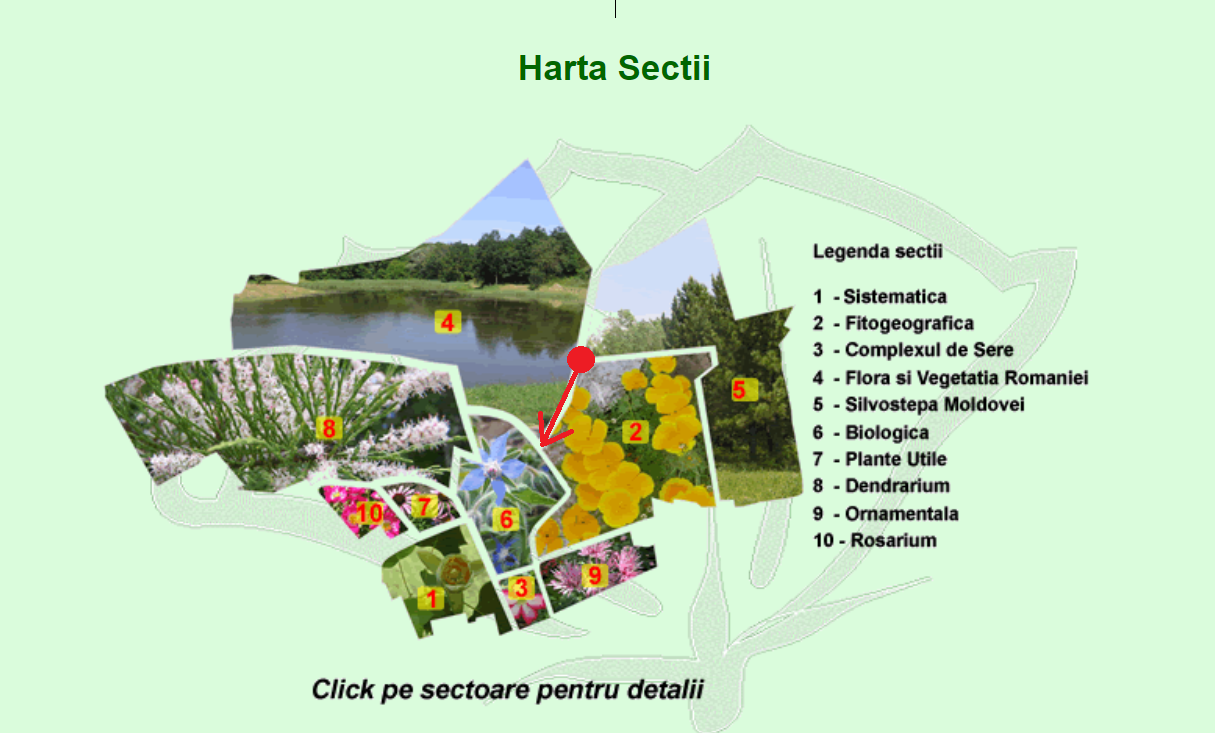 Harta Sectii
Legenda sectii
1 - Sistematica
2 - Fitogeografica
3 - Complexul de Sere
4 - Flora si Vegetatia Romaniei
5 - Silvostepa Moldovei
6 - Biologica
7 - Plante Utile
8 - Dendrarium
9 - Ornamentala
10 - Rosarium
4
5
8
2
10
7
6
9
3
1
Click pe sectoare pentru detalii